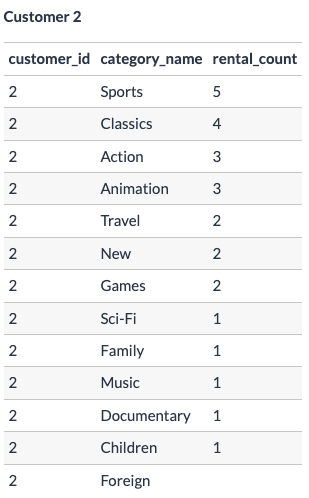 Customer 2
customer_id category_name rental_count
2 Sports 5
2 Classics 4
2 Action 3
2 Animation 3
2 Travel 2
2 New 2
2 Games 2
2 Sci-Fi 1
2 Family 1
2 Music 1
2 Documentary 1
2 Children 1
2 Foreign